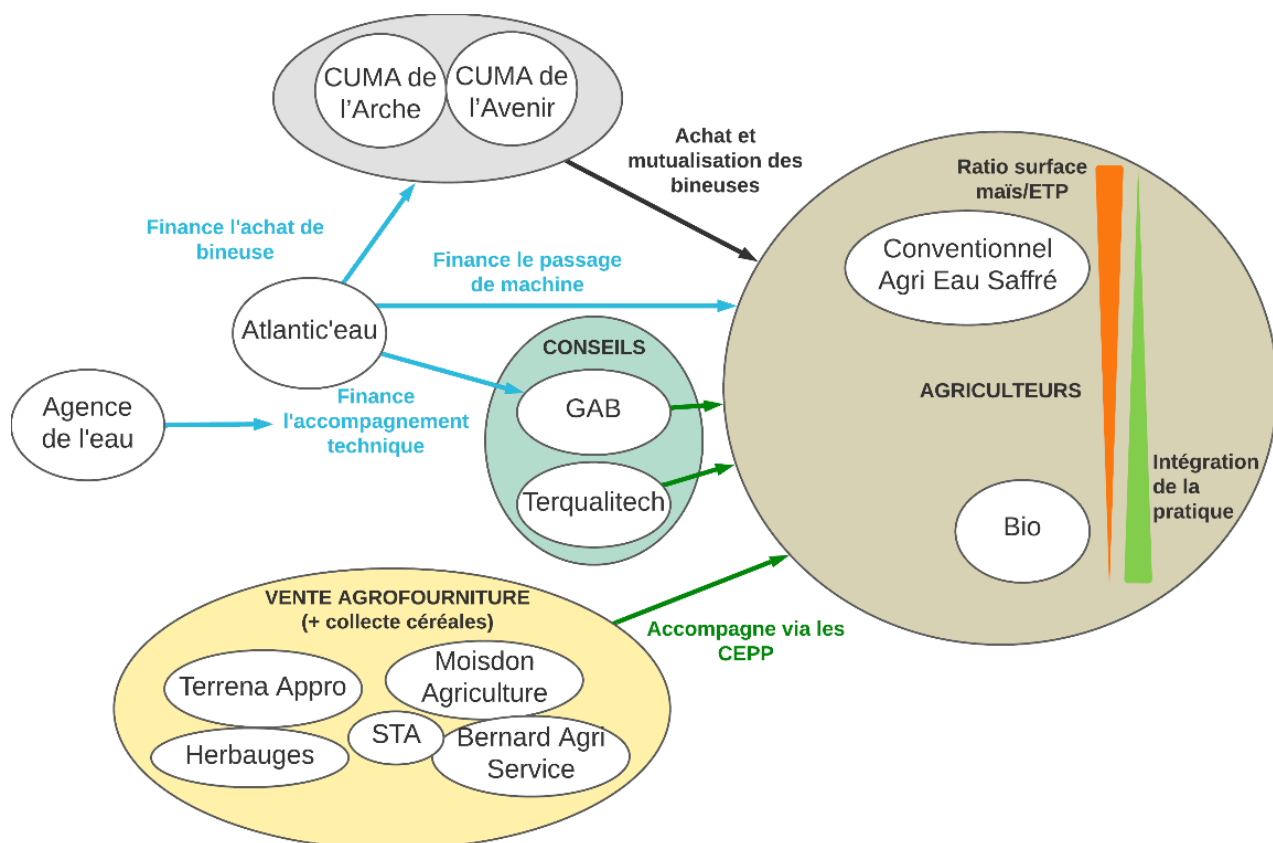 CUMA de
l'Arche
CUMA de
l'Avenir
Achat et
mutualisation des
bineuses
Ratio surface
maïs/ETP
Finance l'achat de
bineuse
Finance le passage
de machine
Conventionnel
Agri Eau Saffré
Atlantic'eau
CONSEILS
GAB
AGRICULTEURS
Agence
de l'eau
Finance
l'accompagnement
technique
Terqualitech
Intégration
de la
pratique
Bio
VENTE AGROFOURNITURE
(+ collecte céréales)
Accompagne via les
CEPP
Terrena Appro
Moisdon
Agriculture
STA
Herbauges
Bernard Agri
Service